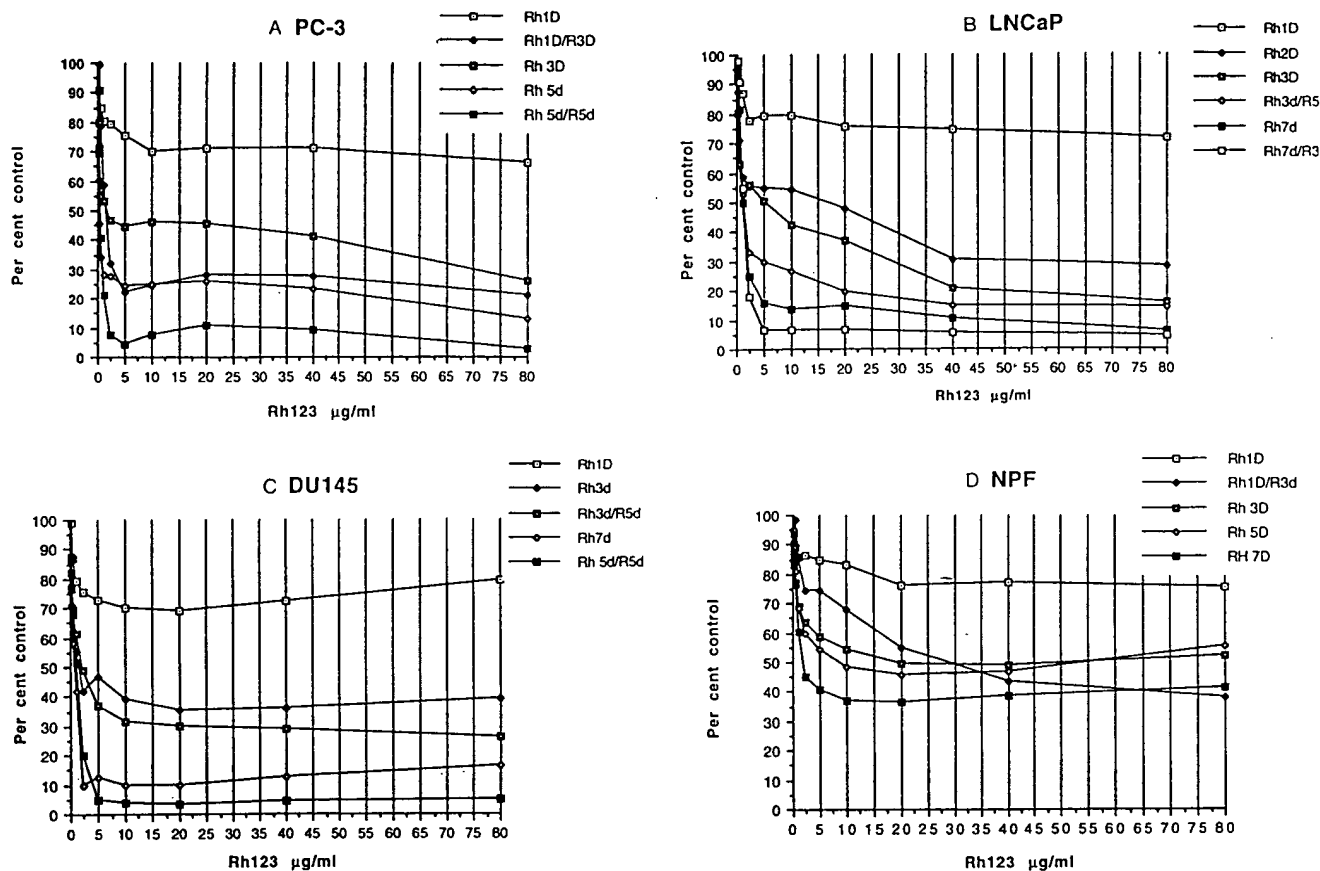 A PC-3
Rh1D
Rh1D/R3D
Rh 3D
Rh 5d
Rh 5d/R5d
Per cent control
100
90
80
70
60
50
40
30
20
10
0
0 5 10 15 20 25 30 35 40 45 50 55 60 65 70 75 80
Rh123 µg/ml
B LNCaP
Rh1D
Rh2D
Rh3D
Rh3d/R5
Rh7d
Rh7d/R3
Per cent control
100
90
80
70
60
50
40
30
20
10
0
0 5 10 15 20 25 30 35 40 45 50 55 60 65 70 75 80
Rh123 µg/ml
C DU145
Rh1D
Rh3d
Rh3d/R5d
Rh7d
Rh 5d/R5d
Per cent control
100
90
80
70
60
50
40
30
20
10
0
0 5 10 15 20 25 30 35 40 45 50 55 60 65 70 75 80
Rh123 µg/ml
D NPF
Rh1D
Rh1D/R3d
Rh 3D
Rh 5D
RH 7D
Per cent control
100
90
80
70
60
50
40
30
20
10
0
0 5 10 15 20 25 30 35 40 45 50 55 60 65 70 75 80
Rh123 µg/ml